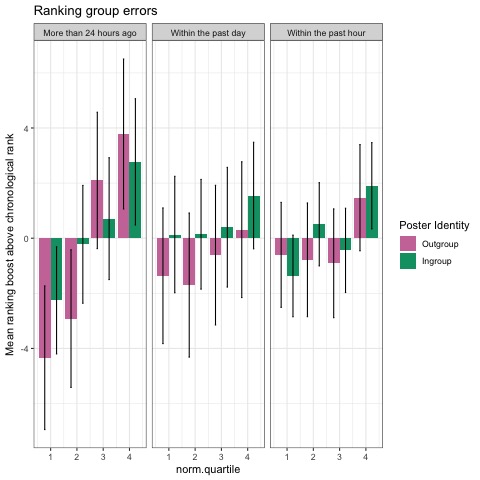 Ranking group errors
More than 24 hours ago
Within the past day
Within the past hour
Mean ranking boost above chronological rank
4
0
-4
1 2 3 4
1 2 3 4
1 2 3 4
norm.quartile
Poster Identity
Outgroup
Ingroup